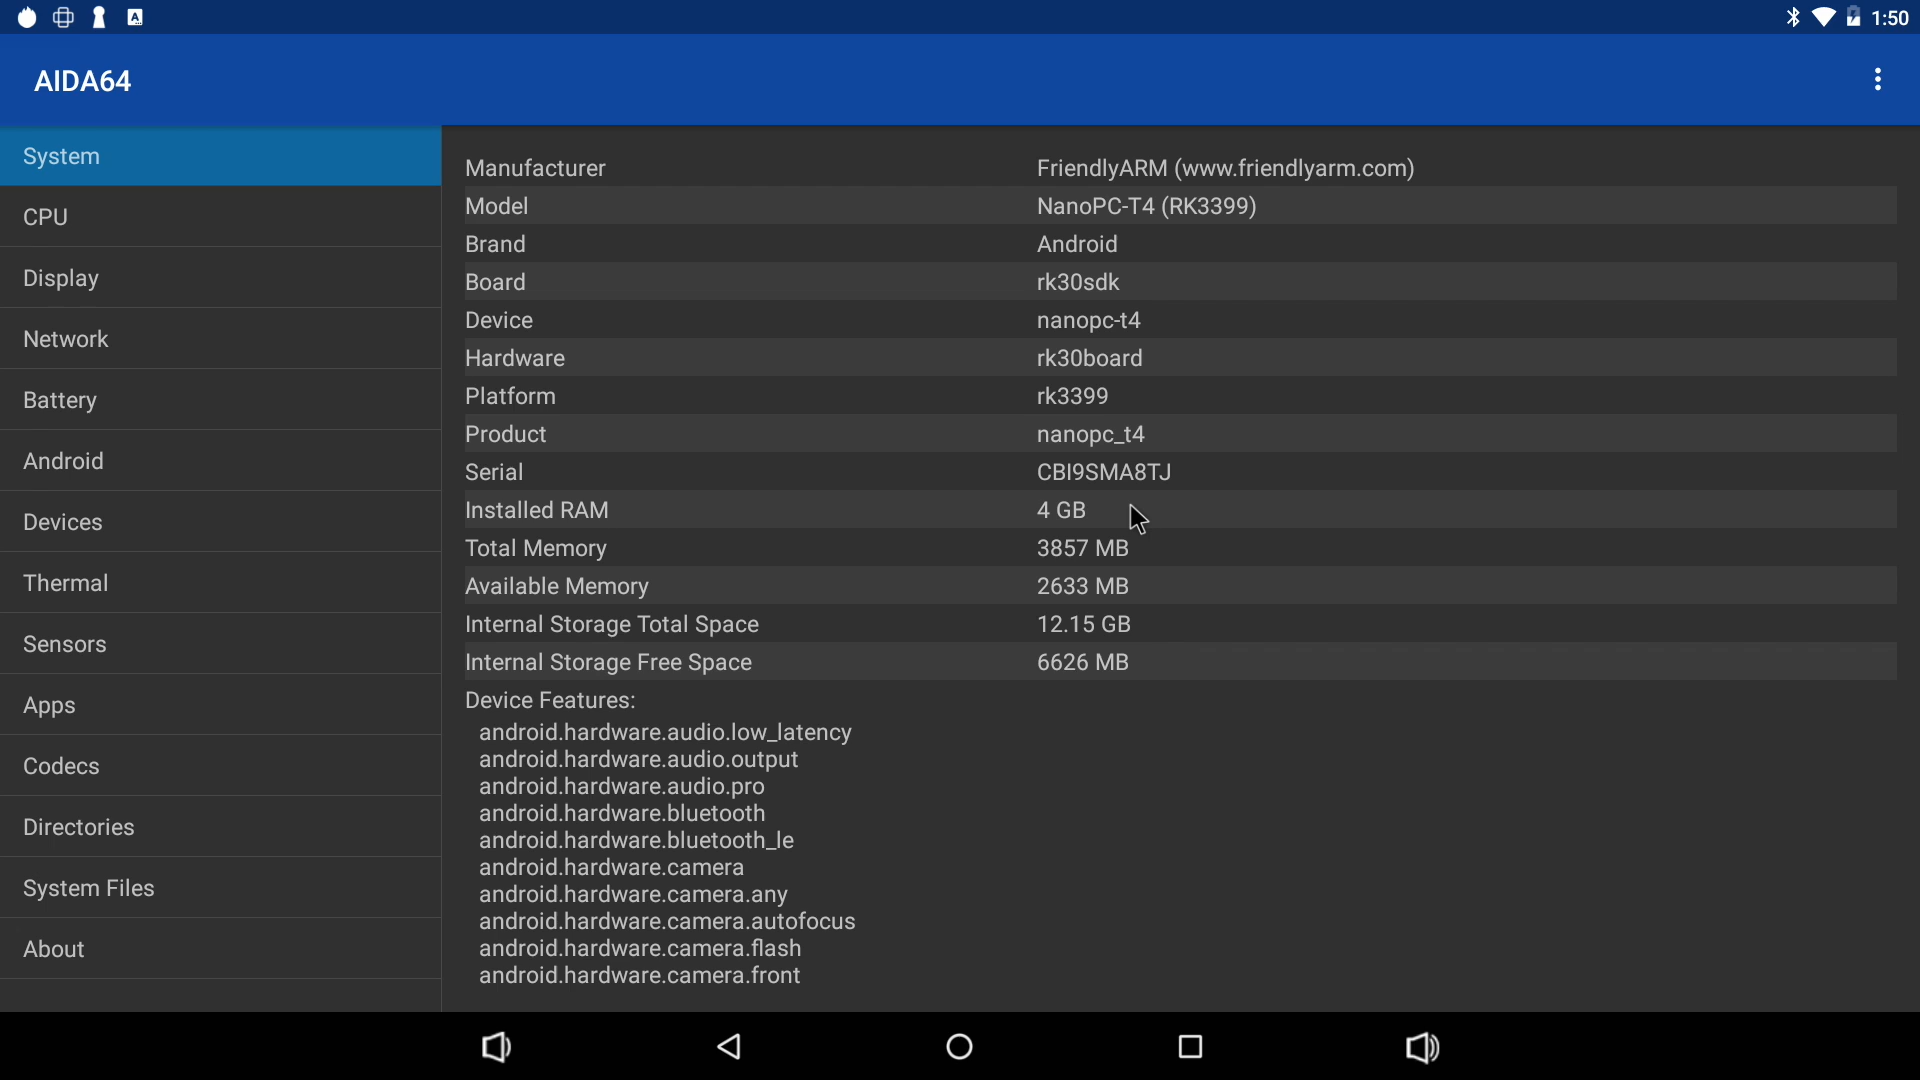 1:50
AIDA64
System
CPU
Display
Network
Battery
Android
Devices
Thermal
Sensors
Apps
Codecs
Directories
System Files
About
Manufacturer FriendlyARM (www.friendlyarm.com)
Model NanoPC-T4 (RK3399)
Brand Android
Board rk30sdk
Device nanopc-t4
Hardware rk30board
Platform rk3399
Product nanopc_t4
Serial CBI9SMA8TJ
Installed RAM 4 GB
Total Memory 3857 MB
Available Memory 2633 MB
Internal Storage Total Space 12.15 GB
Internal Storage Free Space 6626 MB
Device Features:
android.hardware.audio.low_latency
android.hardware.audio.output
android.hardware.audio.pro
android.hardware.bluetooth
android.hardware.bluetooth_le
android.hardware.camera
android.hardware.camera.any
android.hardware.camera.autofocus
android.hardware.camera.flash
android.hardware.camera.front